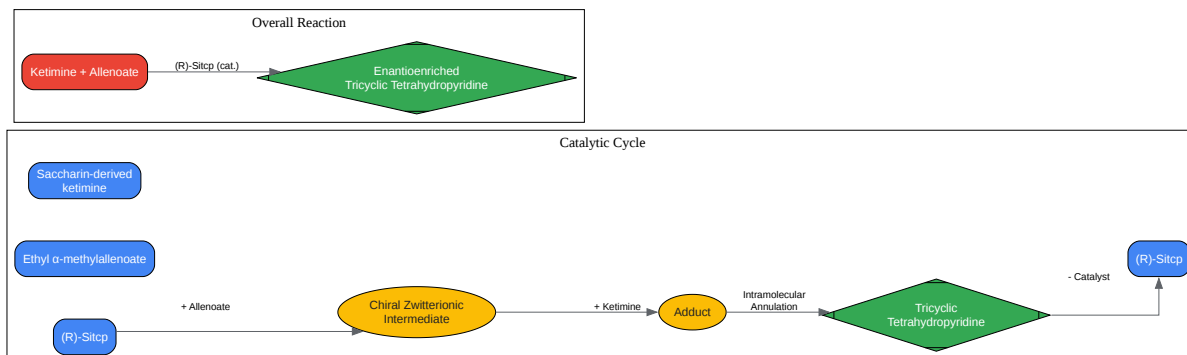 Overall Reaction
Ketimine + Allenoate
(R)-Sitcp (cat.)
Enantioenriched
Tricyclic Tetrahydropyridine
Catalytic Cycle
Saccharin-derived
ketimine
Ethyl α-methylallenoate
(R)-Sitcp
+ Allenoate
Chiral Zwitterionic
Intermediate
+ Ketimine
Adduct
Intramolecular
Annulation
Tricyclic
Tetrahydropyridine
- Catalyst
(R)-Sitcp